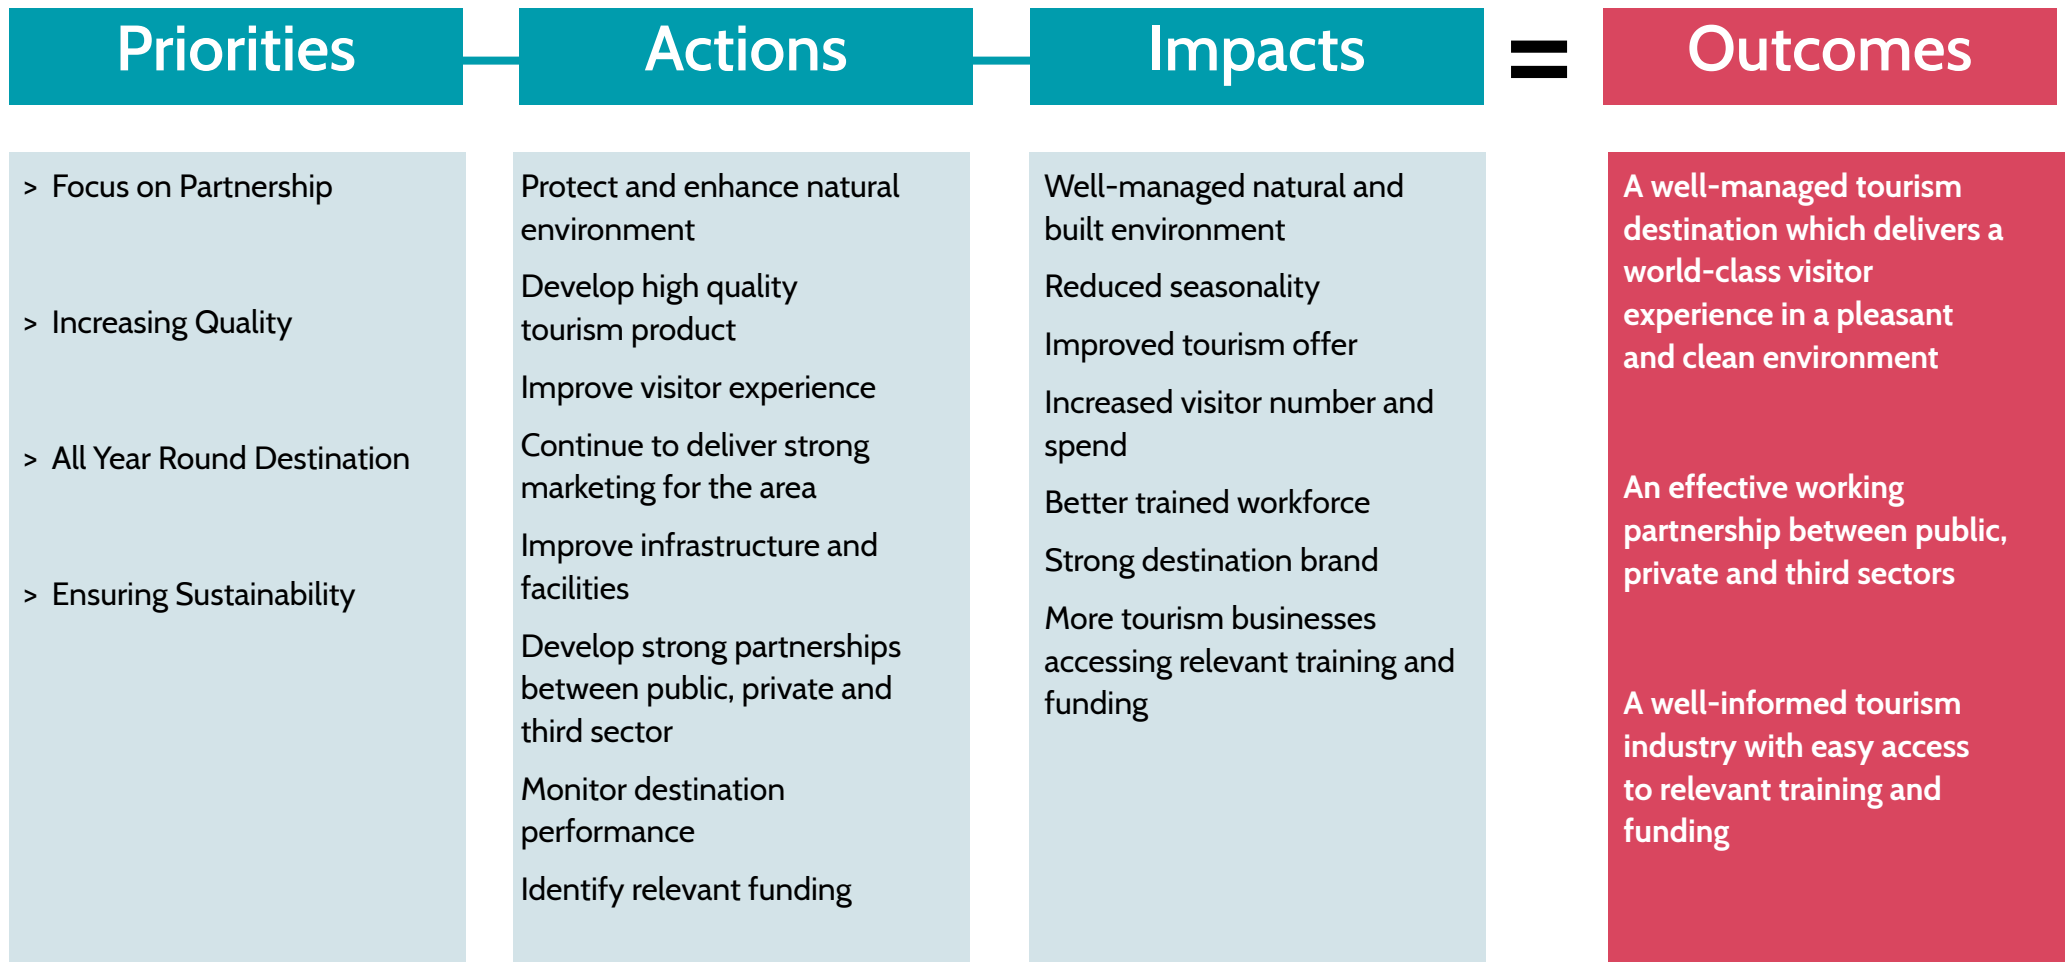 Priorities
Actions
Impacts
=
Outcomes
> Focus on Partnership
> Increasing Quality
> All Year Round Destination
> Ensuring Sustainability
Protect and enhance natural
environment
Develop high quality
tourism product
Improve visitor experience
Continue to deliver strong
marketing for the area
Improve infrastructure and
facilities
Develop strong partnerships
between public, private and
third sector
Monitor destination
performance
Identify relevant funding
Well-managed natural and
built environment
Reduced seasonality
Improved tourism offer
Increased visitor number and
spend
Better trained workforce
Strong destination brand
More tourism businesses
accessing relevant training and
funding
A well-managed tourism
destination which delivers a
world-class visitor
experience in a pleasant
and clean environment
An effective working
partnership between public,
private and third sectors
A well-informed tourism
industry with easy access
to relevant training and
funding